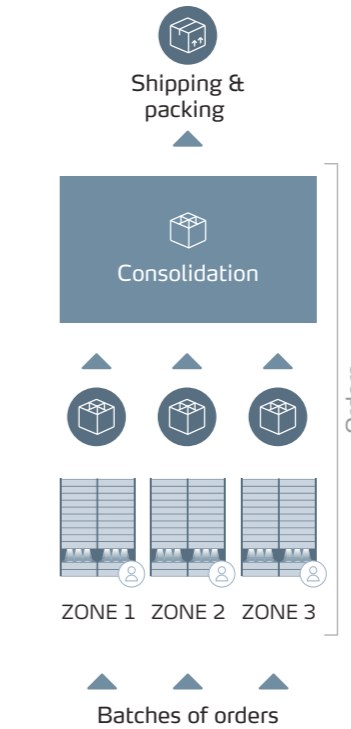 Shipping &
packing
Consolidation
ZONE 1 ZONE 2 ZONE 3
Batches of orders